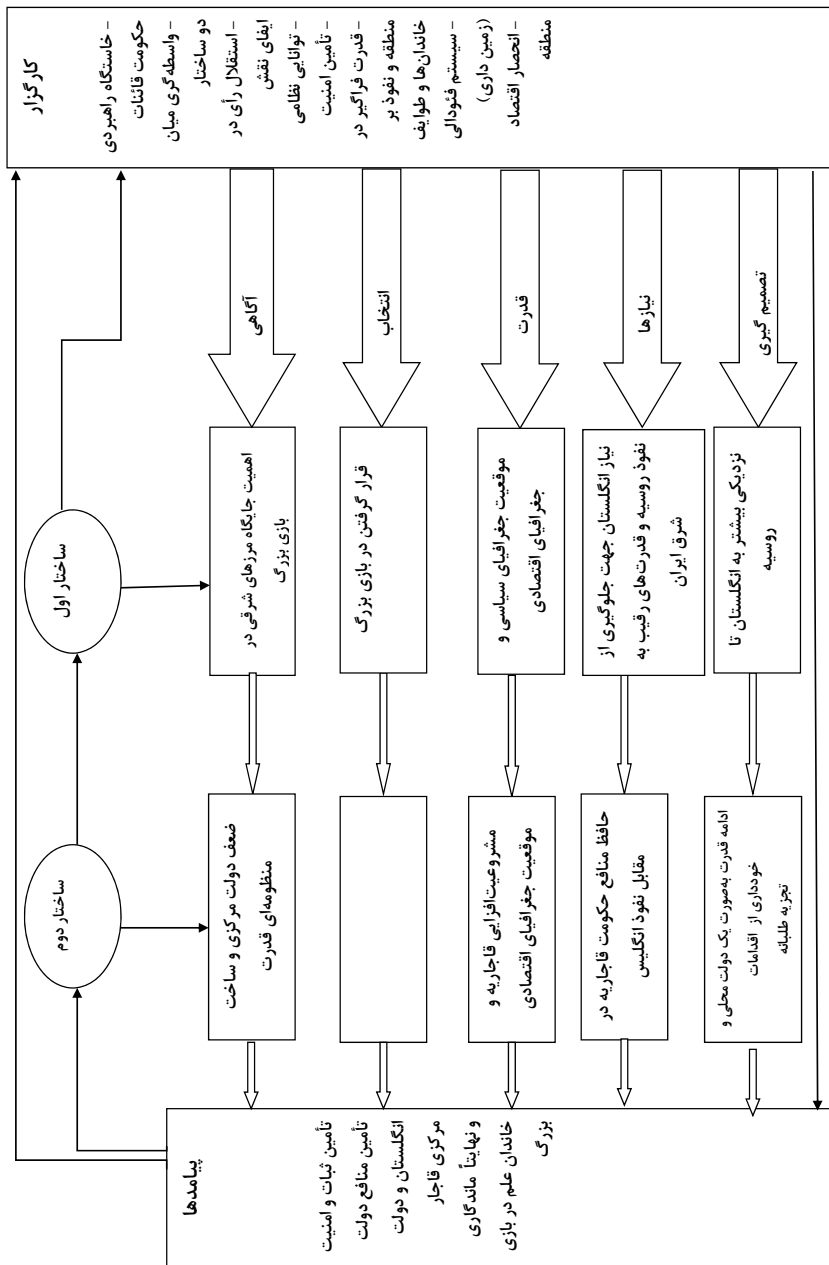 کارگزار
- خاستگاه راهبردی
حکومت قائنات
- واسطه‌گری میان
دو ساختار
- استقلال رأی در
ایفای نقش
- توانایی نظامی
- تأمین امنیت
- قدرت فراگیر در
منطقه و نفوذ بر
خاندان‌ها و طوایف
- سیستم فئودالی
(زمین داری)
- انحصار اقتصاد
منطقه
آگاهی
انتخاب
قدرت
نیازها
تصمیم گیری
ساختار اول
اهمیت جایگاه مرزهای شرقی در
بازی بزرگ
قرار گرفتن در بازی بزرگ
موقعیت جغرافیای سیاسی و
جغرافیای اقتصادی
نیاز انگلستان جهت جلوگیری از
نفوذ روسیه و قدرت‌های رقیب به
شرق ایران
نزدیکی بیشتر به انگلستان تا
روسیه
ساختار دوم
ضعف دولت مرکزی و ساخت
منظومه‌ای قدرت
مشروعیت‌افزایی قاجاریه و
موقعیت جغرافیای اقتصادی
حافظ منافع حکومت قاجاریه در
مقابل نفوذ انگلیس
ادامه قدرت به‌صورت یک دولت محلی و
خودداری از اقدامات
تجزیه طلبانه
پیامدها
تأمین ثبات و امنیت
تأمین منافع دولت
انگلستان و دولت
مرکزی قاجار
و نهایتاً ماندگاری
خاندان علم در بازی
بزرگ